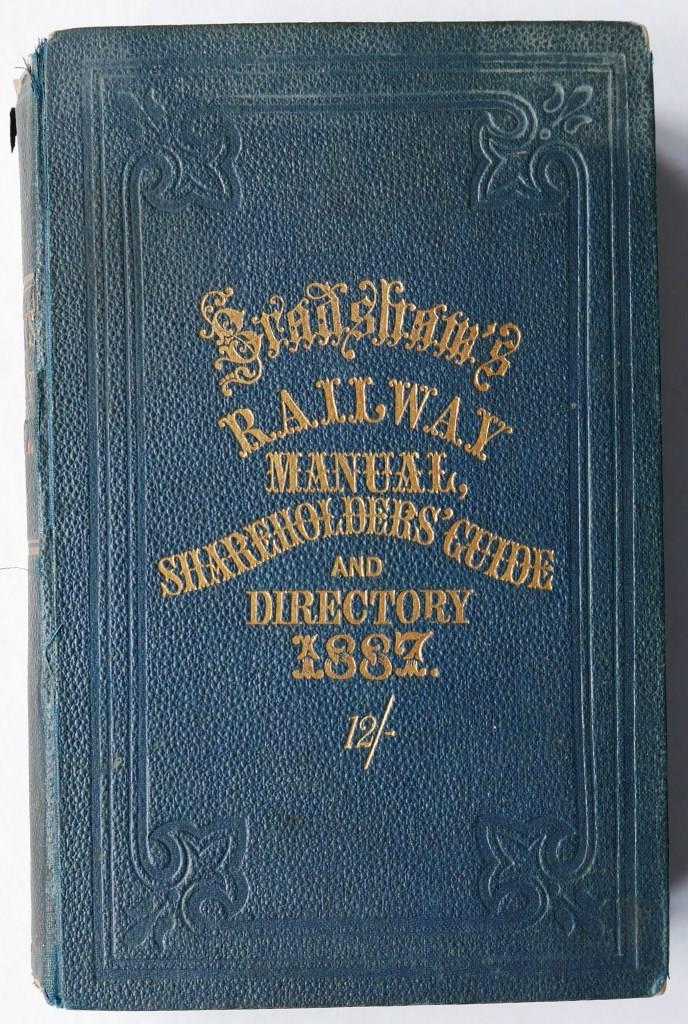 Bradshaw's
RAILWAY
MANUAL,
SHAREHOLDERS' GUIDE
AND
DIRECTORY
1887.
12/-